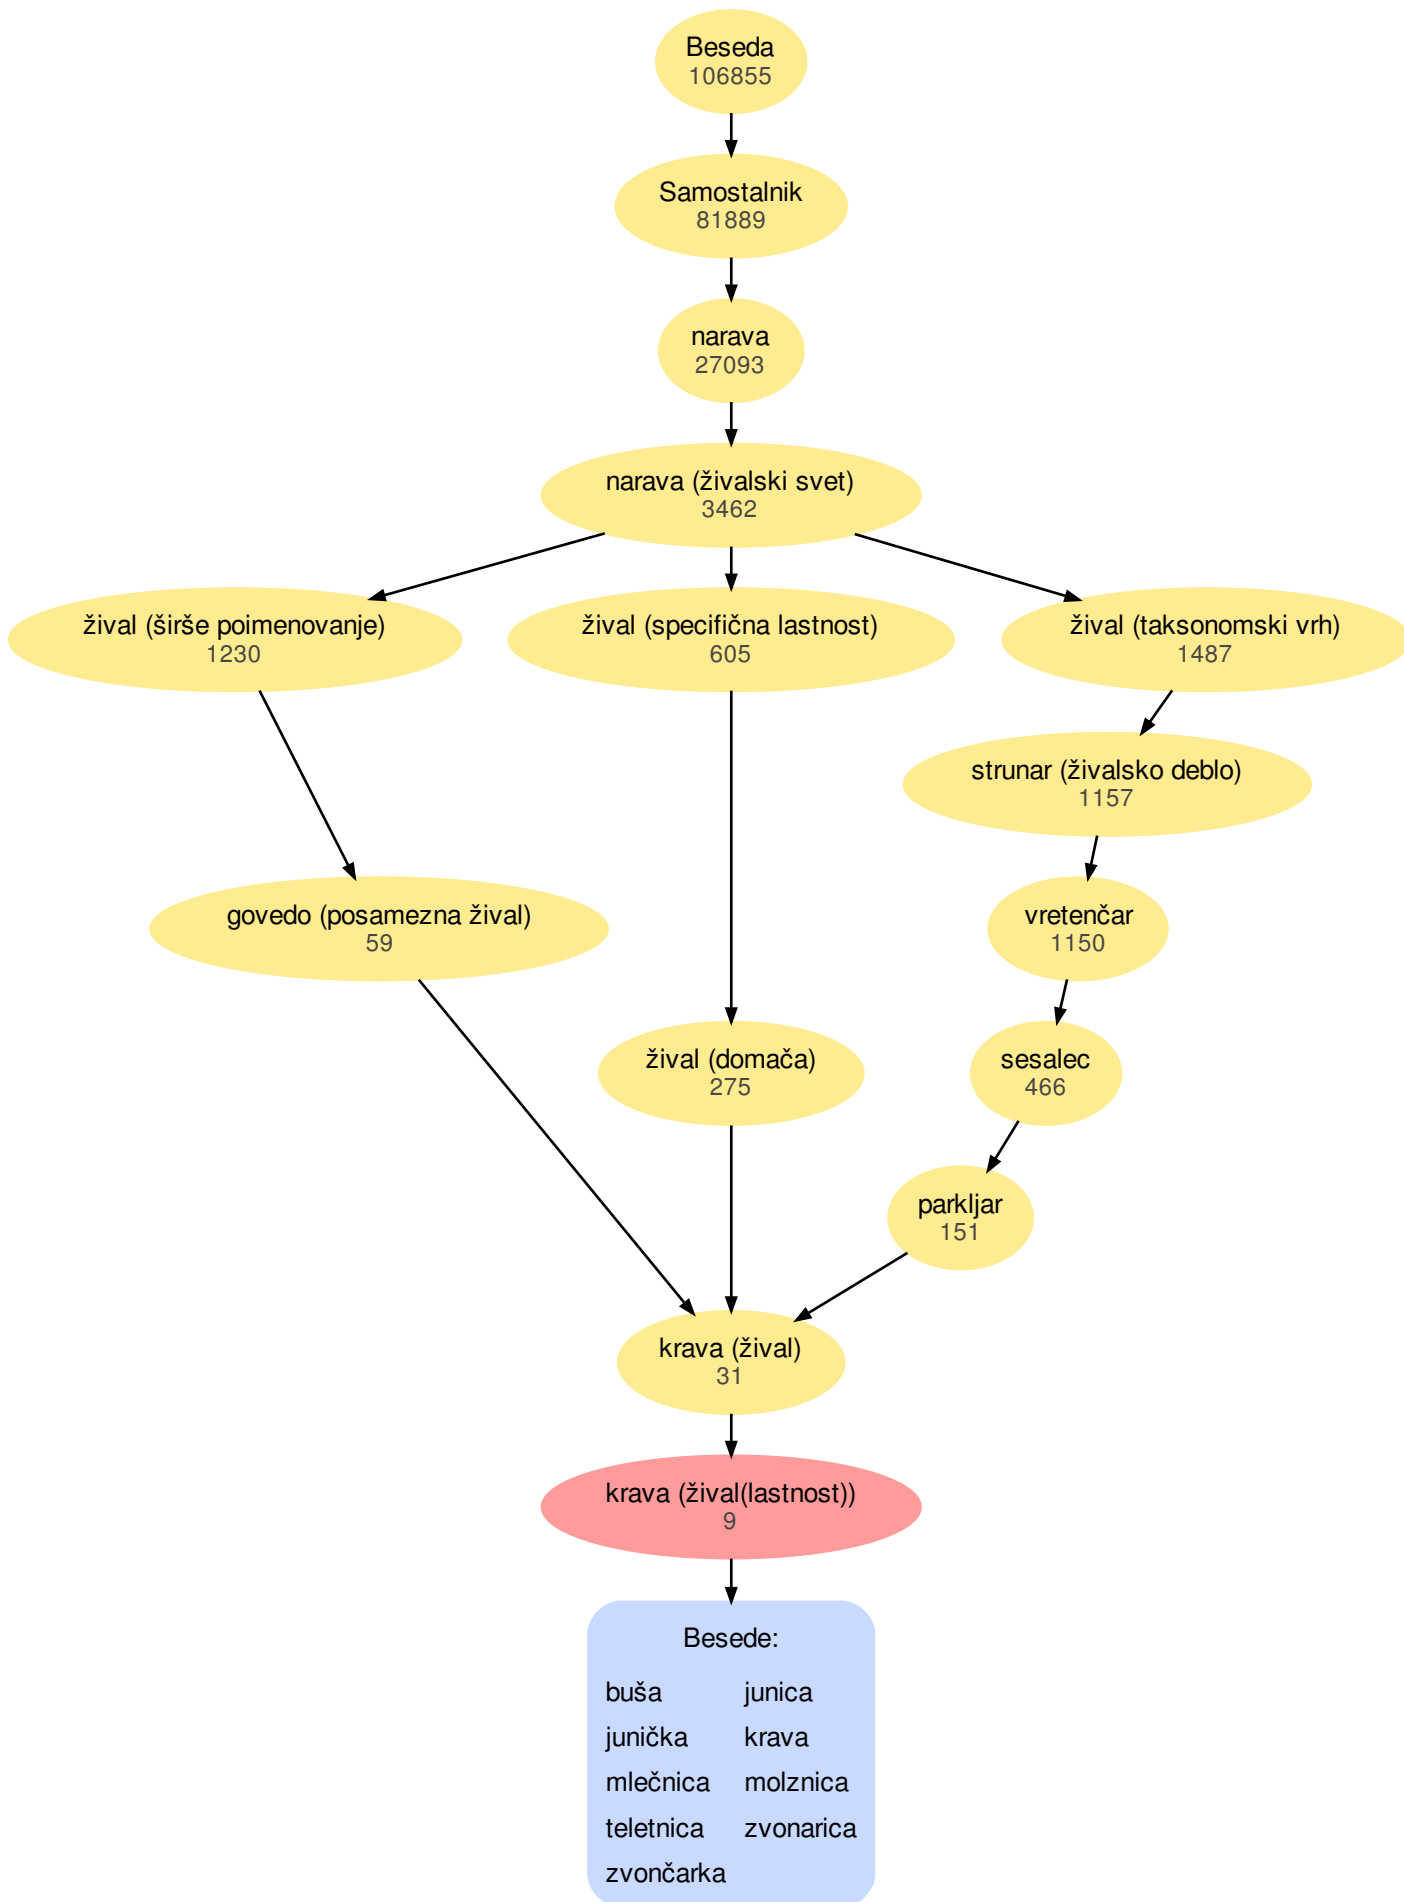 Beseda
106855
Samostalnik
81889
narava
27093
narava (živalski svet)
3462
žival (širše poimenovanje)
1230
žival (specifična lastnost)
605
žival (taksonomski vrh)
1487
strunar (živalsko deblo)
1157
govedo (posamezna žival)
59
vretenčar
1150
žival (domača)
275
sesalec
466
parkljar
151
krava (žival)
31
krava (žival(lastnost))
9
Besede:
buša junica
junička krava
mlečnica molznica
teletnica zvonarica
zvončarka